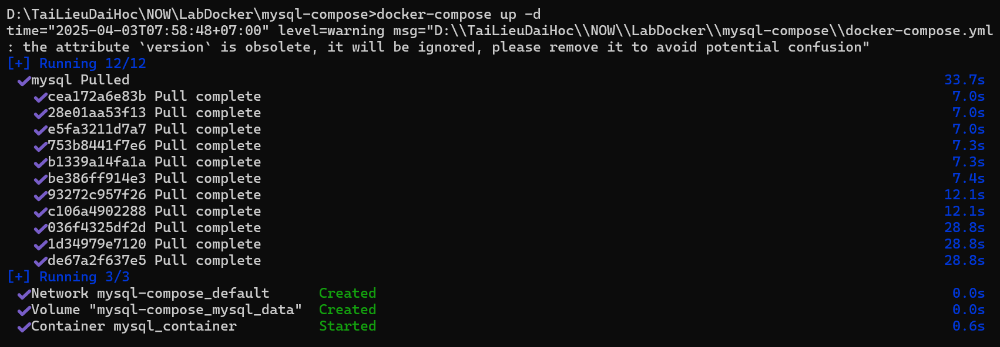 D:\TaiLieuDaiHoc\NOW\LabDocker\mysql-compose>docker-compose up -d
time="2025-04-03T07:58:48+07:00" level=warning msg="D:\\TaiLieuDaiHoc\\NOW\\LabDocker\\mysql-compose\\docker-compose.yml
: the attribute `version` is obsolete, it will be ignored, please remove it to avoid potential confusion"
[+] Running 12/12
✔mysql Pulled 33.7s
✔cea172a6e83b Pull complete 7.0s
✔28e01aa53f13 Pull complete 7.0s
✔e5fa3211d7a7 Pull complete 7.0s
✔753b8441f7e6 Pull complete 7.3s
✔b1339a14fa1a Pull complete 7.3s
✔be386ff914e3 Pull complete 7.4s
✔93272c957f26 Pull complete 12.1s
✔c106a4902288 Pull complete 12.1s
✔036f4325df2d Pull complete 28.8s
✔1d34979e7120 Pull complete 28.8s
✔de67a2f637e5 Pull complete 28.8s
[+] Running 3/3
✔Network mysql-compose_default Created 0.0s
✔Volume "mysql-compose_mysql_data" Created 0.0s
✔Container mysql_container Started 0.6s